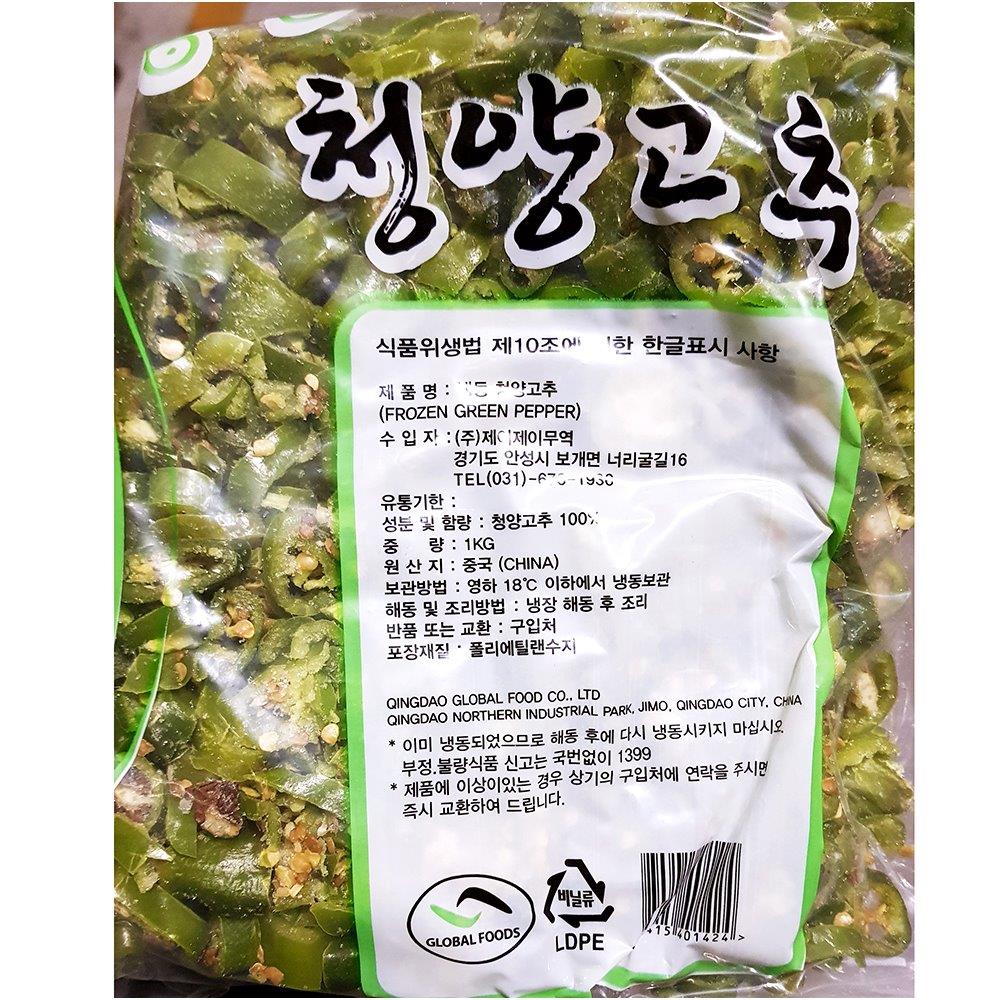 청양고추
식품위생법 제10조에 한 한글표시 사항
제 품 명 : 청양고추
(FROZEN GREEN PEPPER)
수 입 자 :
경기도 안성시 보개면 너리굴길16
유통기한 :
성분 및 함량 : 청양고추 100%
중 량 : 1KG
원 산 지 : 중국 (CHINA)
보관방법 : 영하 18℃ 이하에서 냉동보관
해동 및 조리방법 : 냉장 해동 후 조리
반품 또는 교환 : 구입처
포장재질 : 폴리에틸랜수지
QINGDAO GLOBAL FOOD CO., LTD
QINGDAO NORTHERN INDUSTRIAL PARK, JIMO, QINGDAO CITY, CHINA
* 이미 냉동되었으므로 해동 후에 다시 냉동시키지 마십시오
부정.불량식품 신고는 국번없이 1399
* 제품에 이상이있는 경우 상기의 구입처에 연락을 주시면
즉시 교환하여 드립니다.
GLOBAL FOODS
비닐류
LDPE